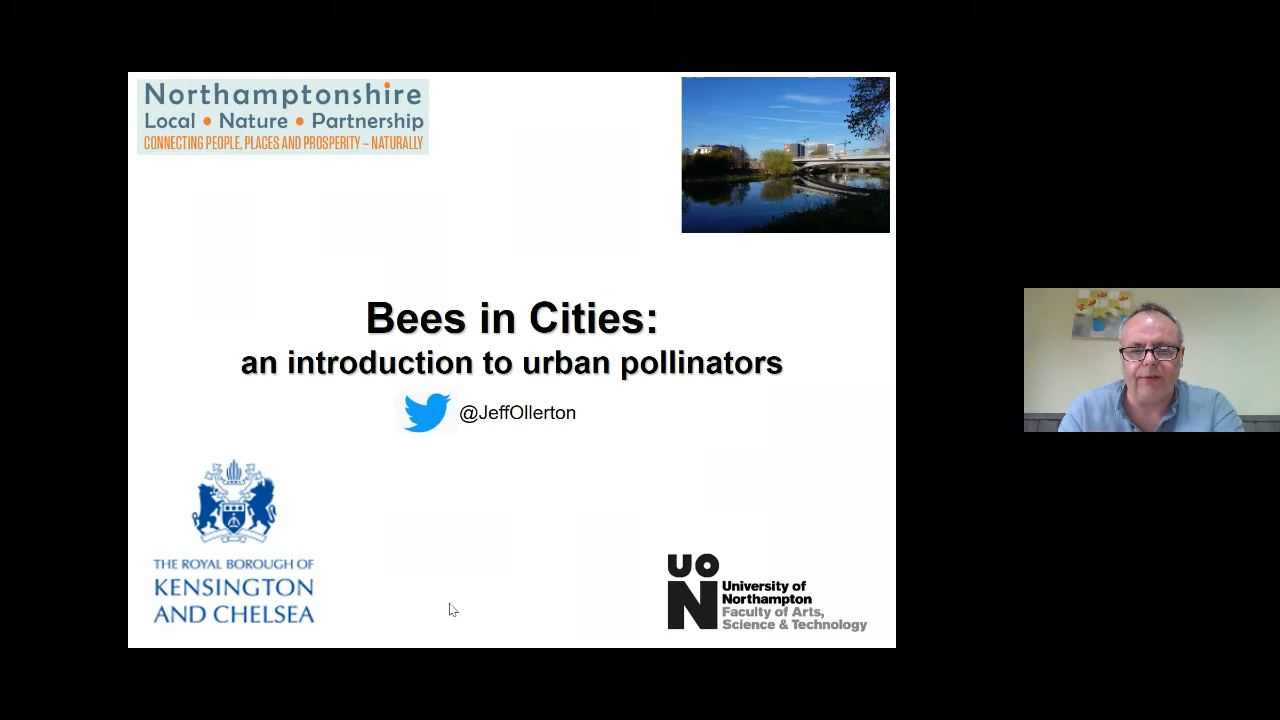 Northamptonshire
Local • Nature • Partnership
CONNECTING PEOPLE, PLACES AND PROSPERITY – NATURALLY
Bees in Cities:
an introduction to urban pollinators
@JeffOllerton
THE ROYAL BOROUGH OF
KENSINGTON
AND CHELSEA
UON
University of
Northampton
Faculty of Arts,
Science & Technology